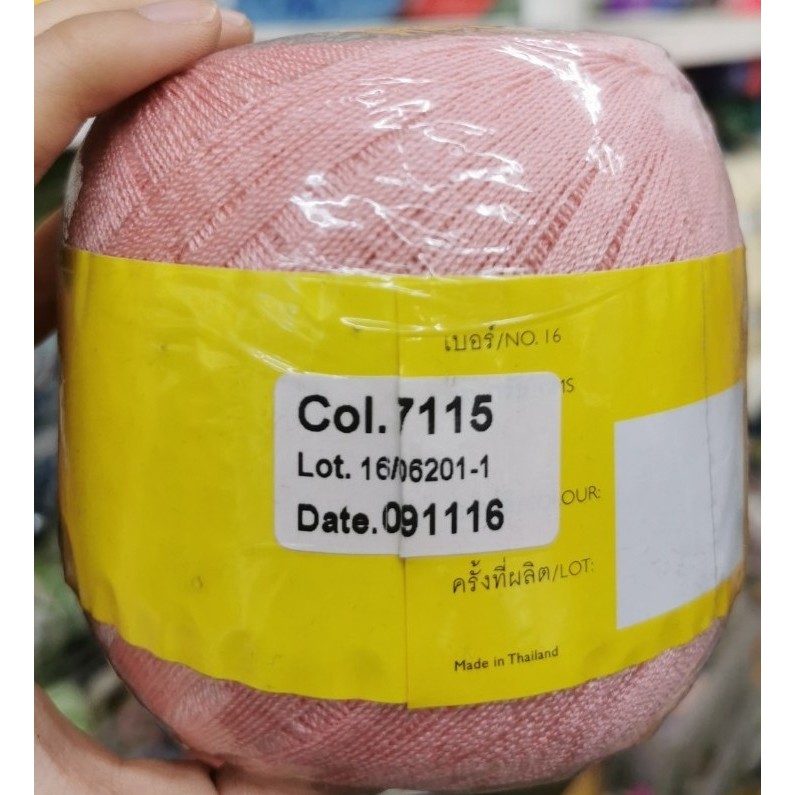 เบอร์/NO. 16
Col. 7115
Lot. 16/06201-1
Date. 091116
ครั้งที่ผลิต/LOT:
Made in Thailand